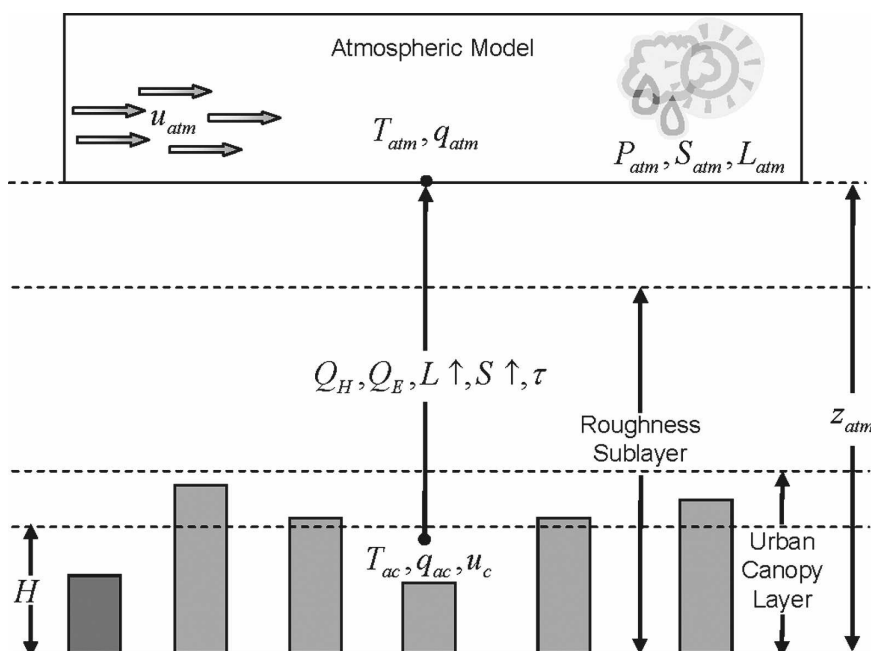 Atmospheric Model
u_atm
T_atm, q_atm
P_atm, S_atm, L_atm
Q_H, Q_E, L ↑, S ↑, τ
z_atm
Roughness
Sublayer
T_ac, q_ac, u_c
H
Urban
Canopy
Layer